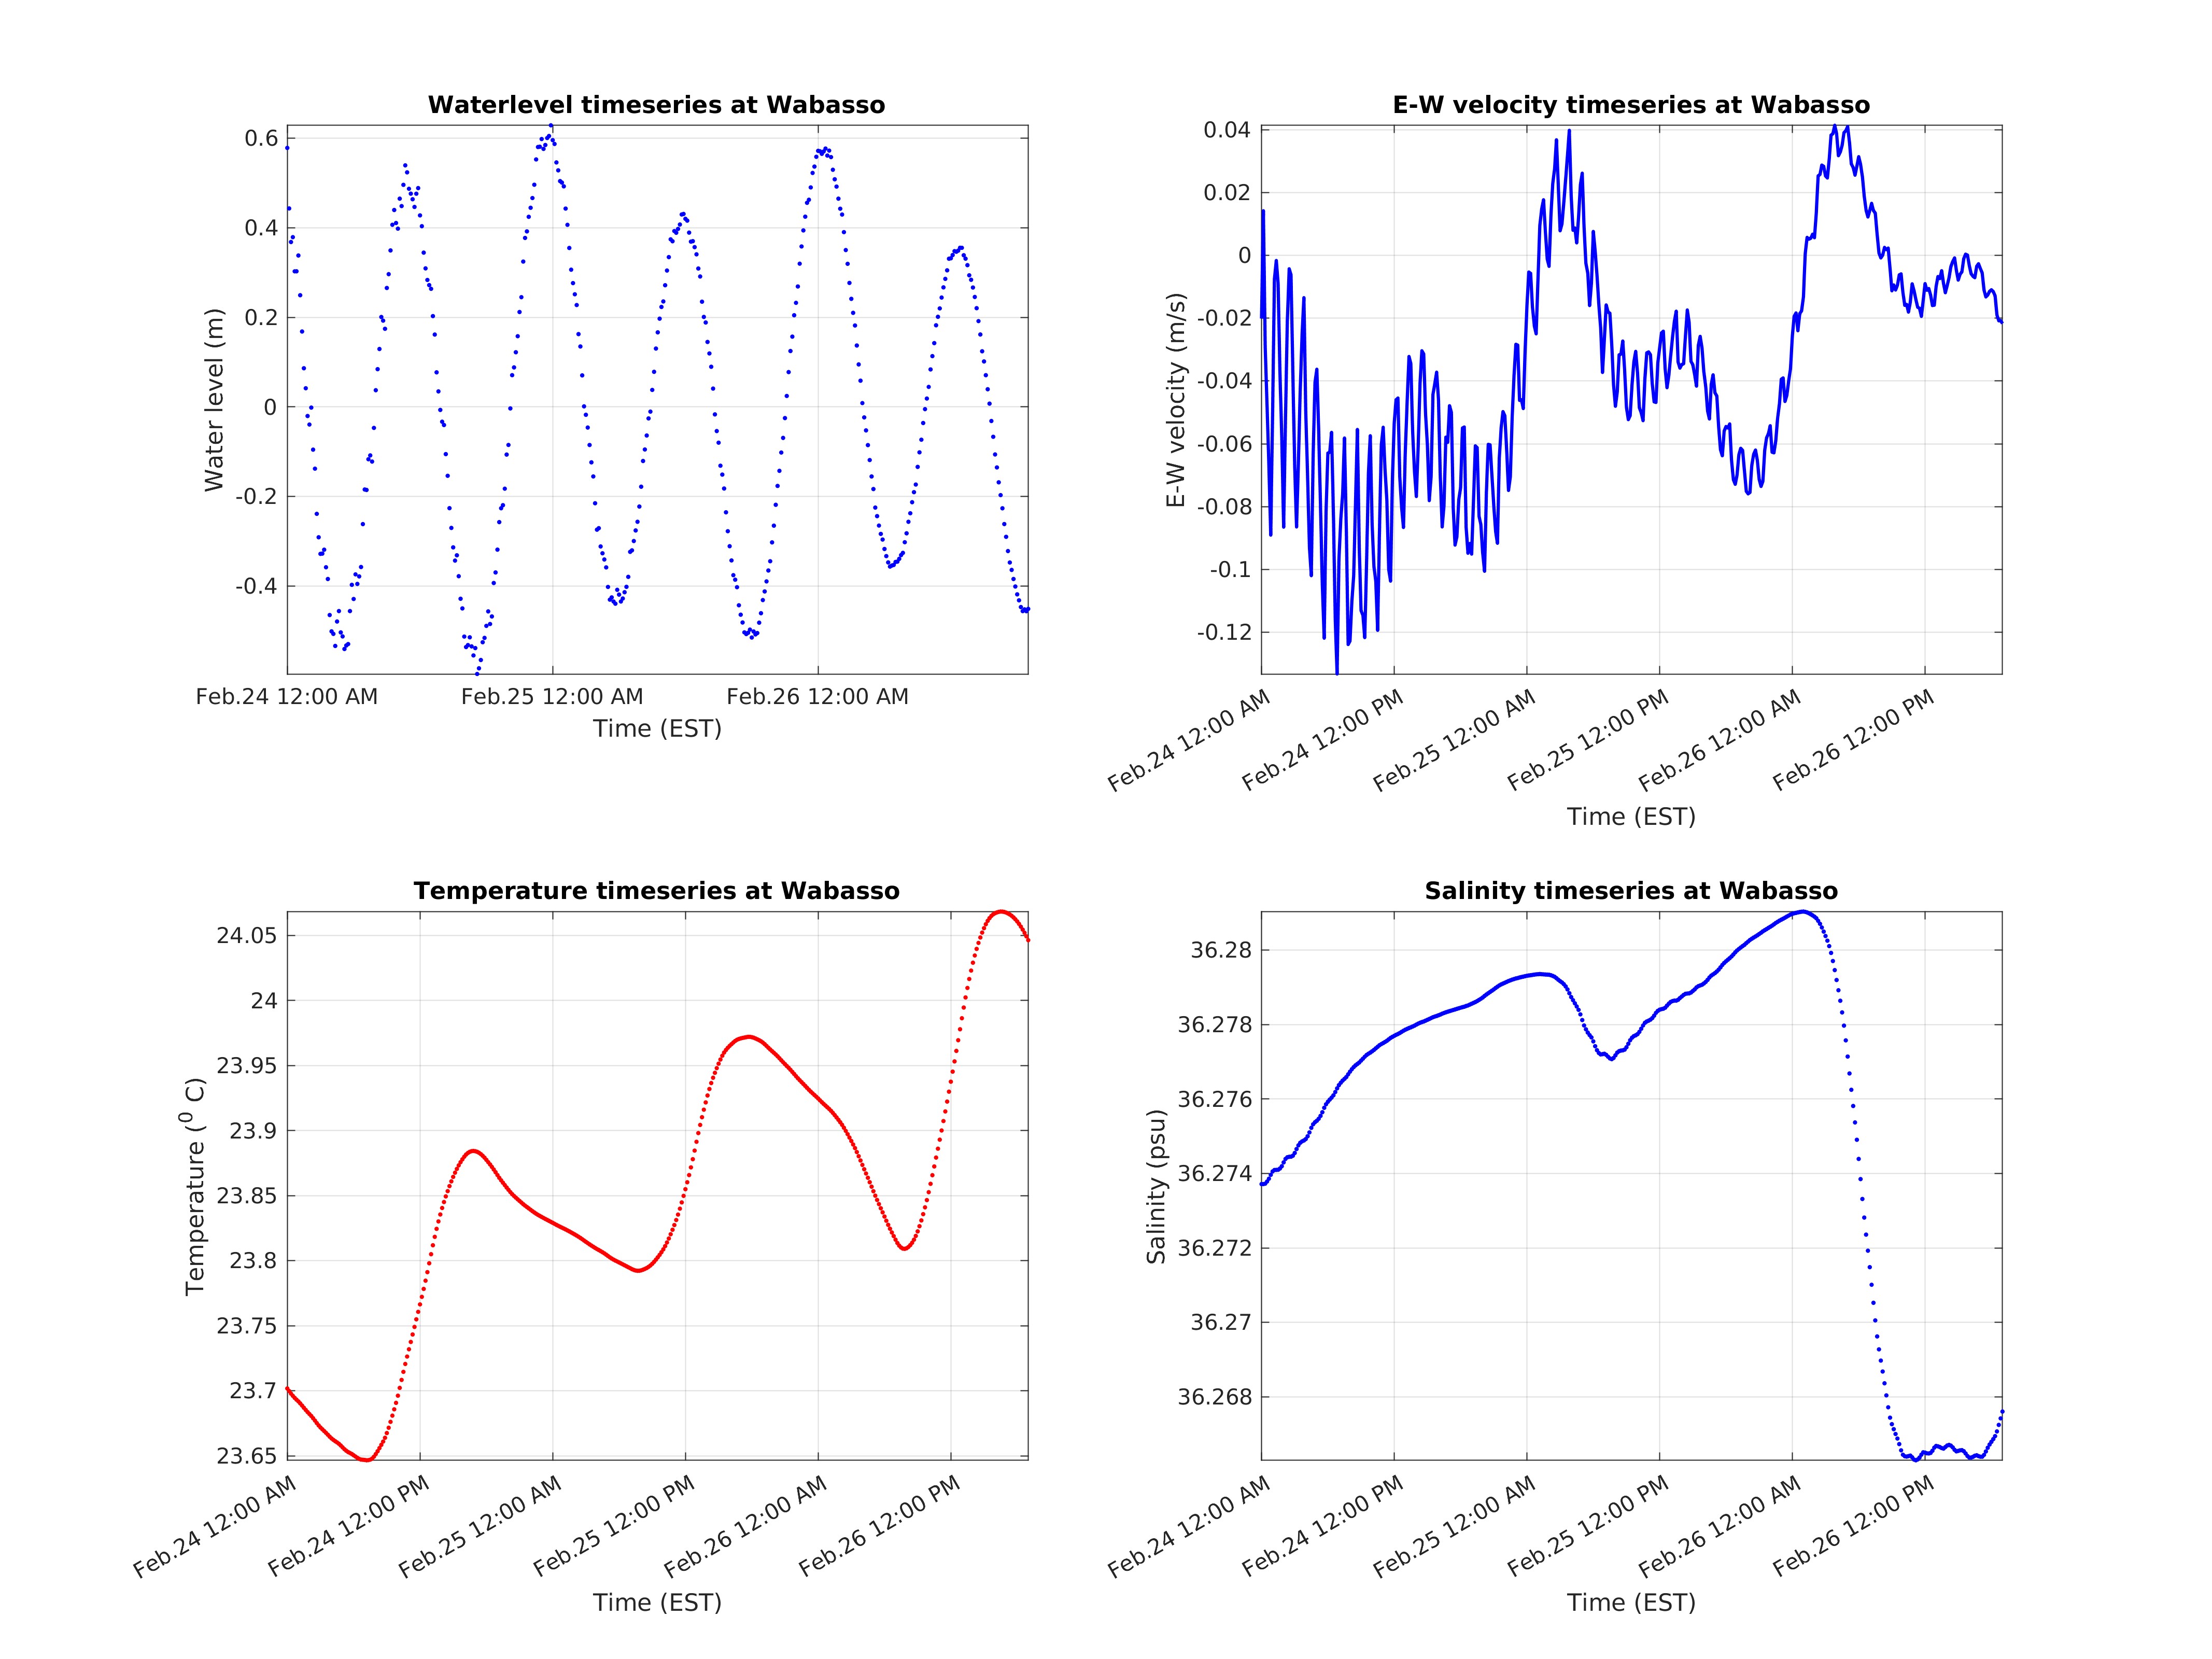 Waterlevel timeseries at Wabasso
0.6
0.4
0.2
0
-0.2
-0.4
Water level (m)
Feb.24 12:00 AM
Feb.25 12:00 AM
Feb.26 12:00 AM
Time (EST)
E-W velocity timeseries at Wabasso
0.04
0.02
0
-0.02
-0.04
-0.06
-0.08
-0.1
-0.12
E-W velocity (m/s)
Feb.24 12:00 AM
Feb.24 12:00 PM
Feb.25 12:00 AM
Feb.25 12:00 PM
Feb.26 12:00 AM
Feb.26 12:00 PM
Time (EST)
Temperature timeseries at Wabasso
24.05
24
23.95
23.9
23.85
23.8
23.75
23.7
23.65
Temperature (⁰ C)
Feb.24 12:00 AM
Feb.24 12:00 PM
Feb.25 12:00 AM
Feb.25 12:00 PM
Feb.26 12:00 AM
Feb.26 12:00 PM
Time (EST)
Salinity timeseries at Wabasso
36.28
36.278
36.276
36.274
36.272
36.27
36.268
Salinity (psu)
Feb.24 12:00 AM
Feb.24 12:00 PM
Feb.25 12:00 AM
Feb.25 12:00 PM
Feb.26 12:00 AM
Feb.26 12:00 PM
Time (EST)